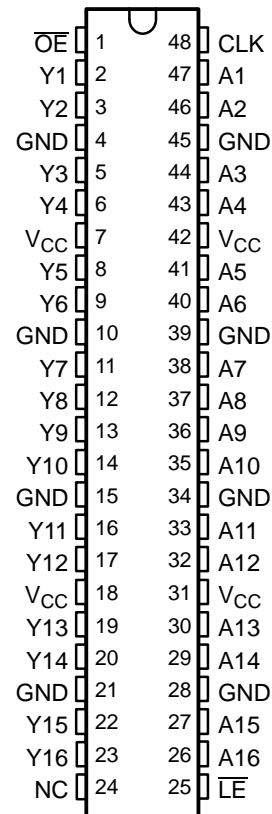 O̅E̅ 1 48 CLK
Y1 2 47 A1
Y2 3 46 A2
GND 4 45 GND
Y3 5 44 A3
Y4 6 43 A4
VCC 7 42 VCC
Y5 8 41 A5
Y6 9 40 A6
GND 10 39 GND
Y7 11 38 A7
Y8 12 37 A8
Y9 13 36 A9
Y10 14 35 A10
GND 15 34 GND
Y11 16 33 A11
Y12 17 32 A12
VCC 18 31 VCC
Y13 19 30 A13
Y14 20 29 A14
GND 21 28 GND
Y15 22 27 A15
Y16 23 26 A16
NC 24 25 L̅E̅